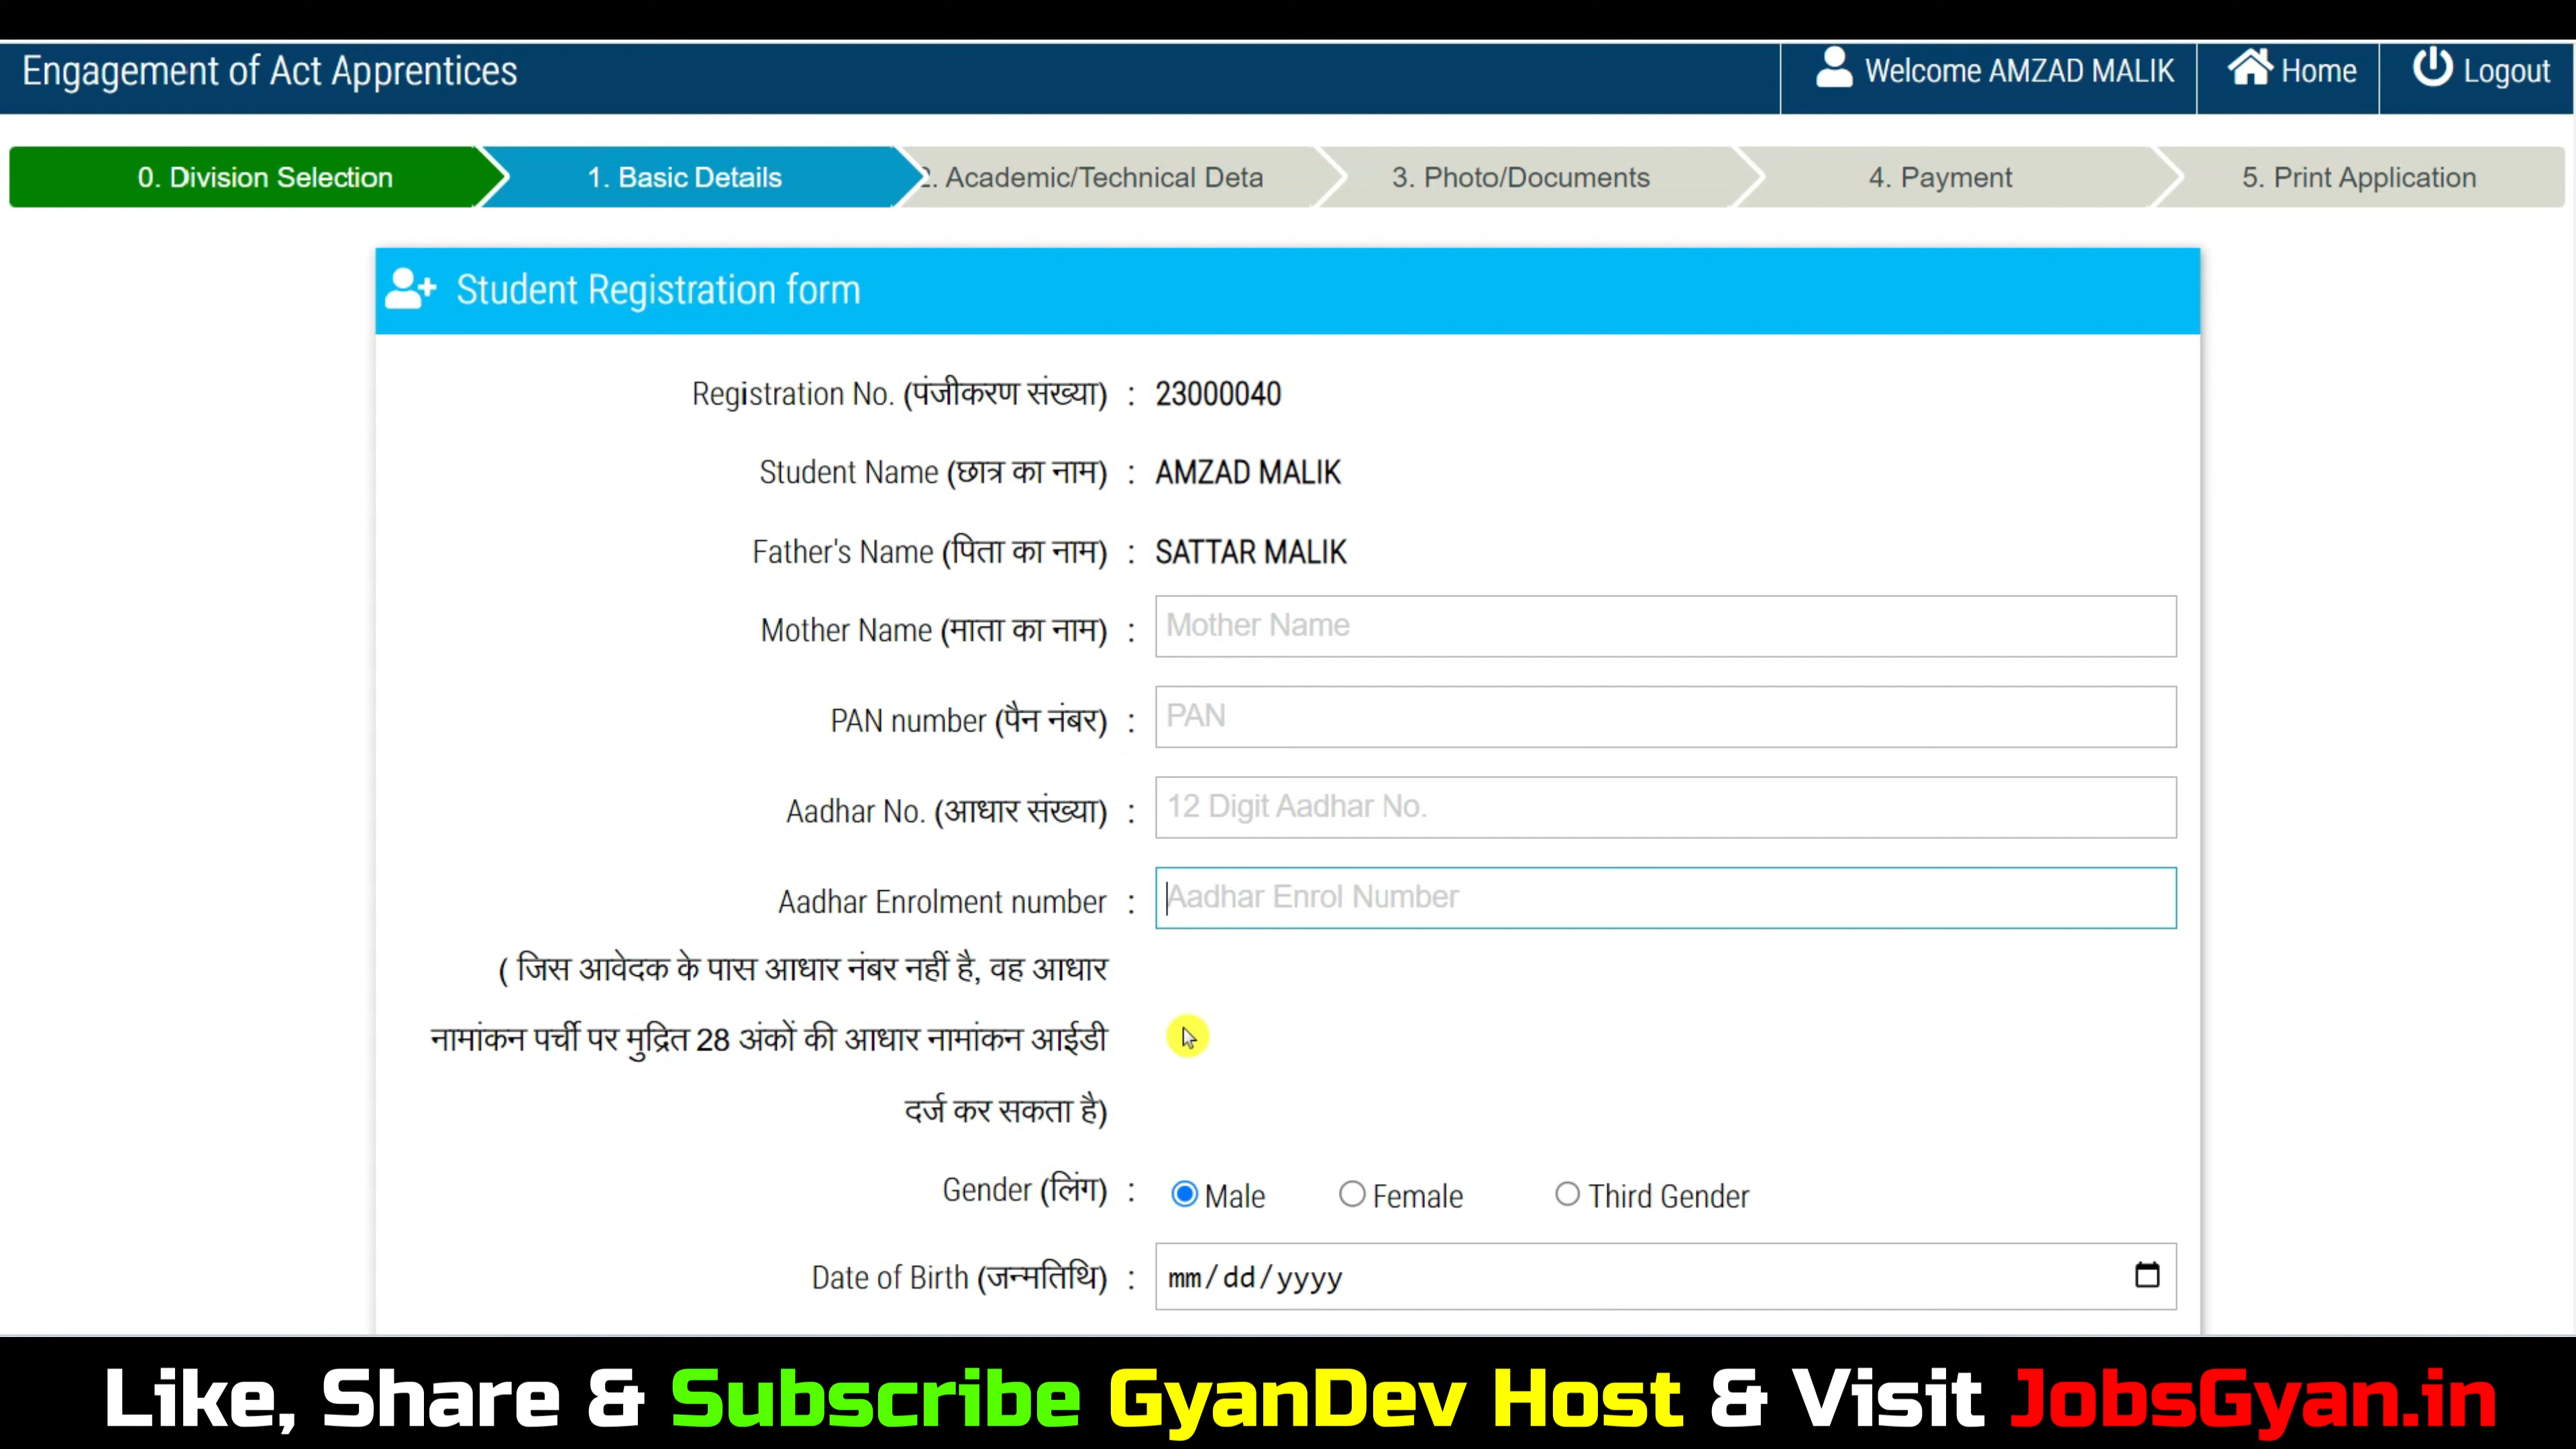 Engagement of Act Apprentices
Welcome AMZAD MALIK
Home
Logout
0. Division Selection
1. Basic Details
2. Academic/Technical Deta
3. Photo/Documents
4. Payment
5. Print Application
Student Registration form
Registration No. (पंजीकरण संख्या) : 23000040
Student Name (छात्र का नाम) : AMZAD MALIK
Father's Name (पिता का नाम) : SATTAR MALIK
Mother Name (माता का नाम) : Mother Name
PAN number (पैन नंबर) : PAN
Aadhar No. (आधार संख्या) : 12 Digit Aadhar No.
Aadhar Enrolment number : Aadhar Enrol Number
( जिस आवेदक के पास आधार नंबर नहीं है, वह आधार
नामांकन पर्ची पर मुद्रित 28 अंकों की आधार नामांकन आईडी
दर्ज कर सकता है)
Gender (लिंग) : Male Female Third Gender
Date of Birth (जन्मतिथि) : mm/dd/yyyy
Like, Share & Subscribe GyanDev Host & Visit JobsGyan.in